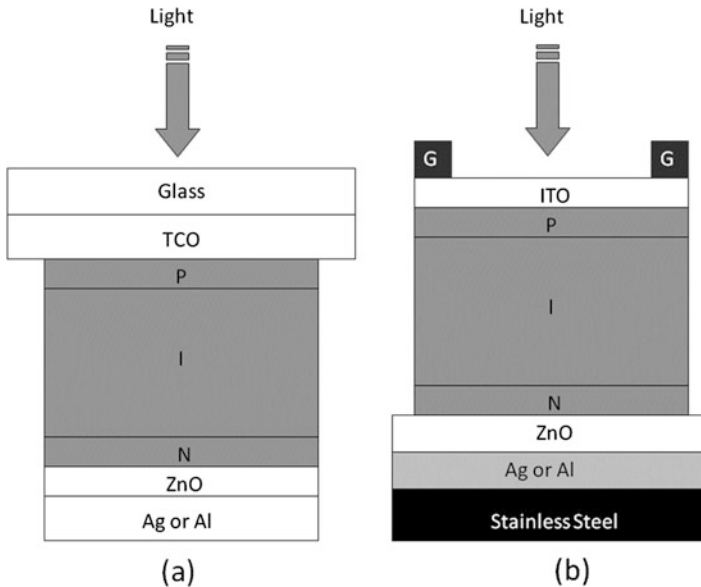 Light
Glass
TCO
P
I
N
ZnO
Ag or Al
(a)
Light
G
G
ITO
P
I
N
ZnO
Ag or Al
Stainless Steel
(b)